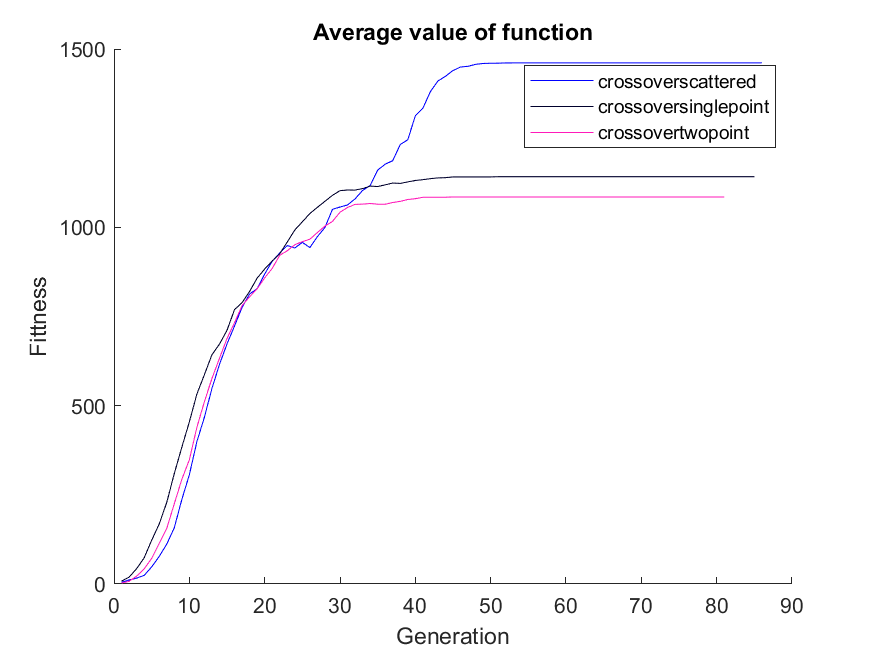 Average value of function
1500
1000
500
0
Fittness
crossoverscattered
crossoversinglepoint
crossovertwopoint
0 10 20 30 40 50 60 70 80 90
Generation